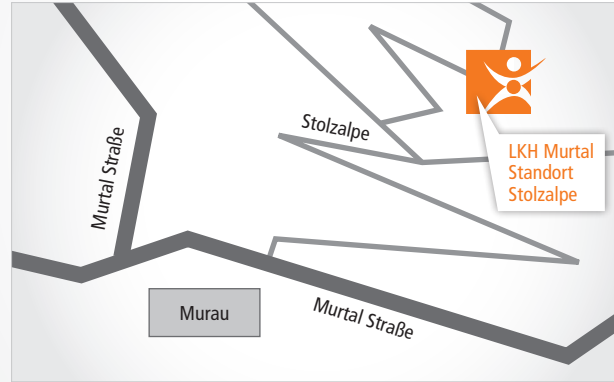 Stolzalpe
LKH Murtal
Standort
Stolzalpe
Murtal Straße
Murau
Murtal Straße